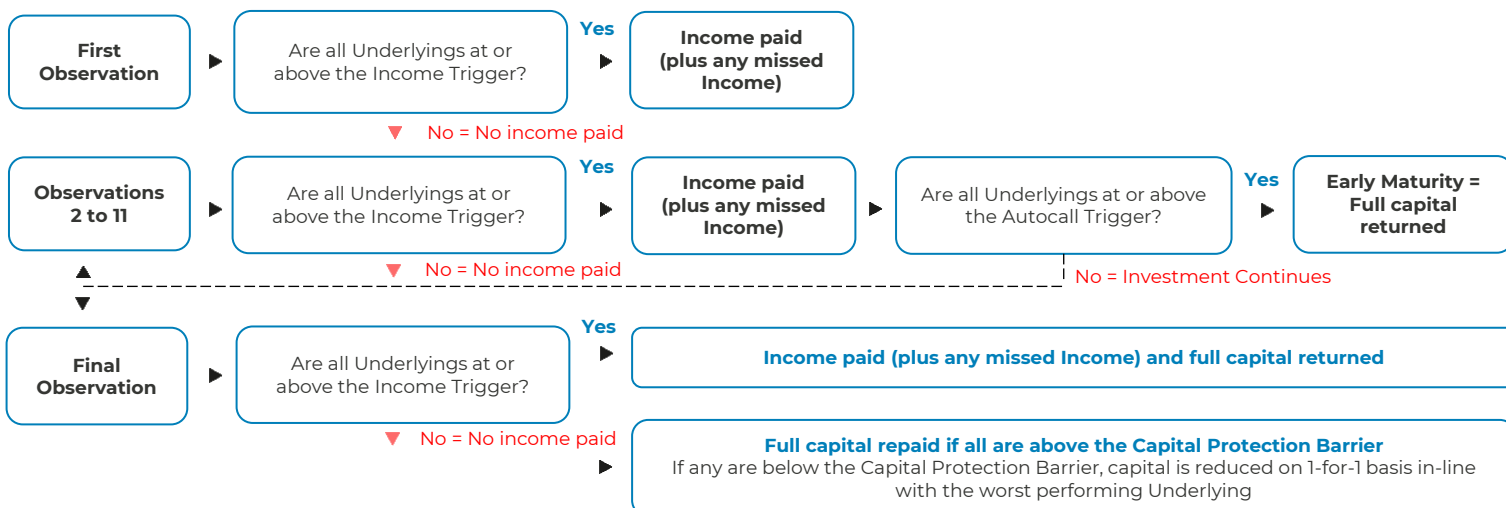 First
Observation
Are all Underlyings at or
above the Income Trigger?
Yes
Income paid
(plus any missed
Income)
No = No income paid
Observations
2 to 11
Are all Underlyings at or
above the Income Trigger?
Yes
Income paid
(plus any missed
Income)
Are all Underlyings at or above
the Autocall Trigger?
Yes
Early Maturity =
Full capital
returned
No = No income paid
No = Investment Continues
Final
Observation
Are all Underlyings at or
above the Income Trigger?
Yes
Income paid (plus any missed Income) and full capital returned
No = No income paid
Full capital repaid if all are above the Capital Protection Barrier
If any are below the Capital Protection Barrier, capital is reduced on 1-for-1 basis in-line
with the worst performing Underlying